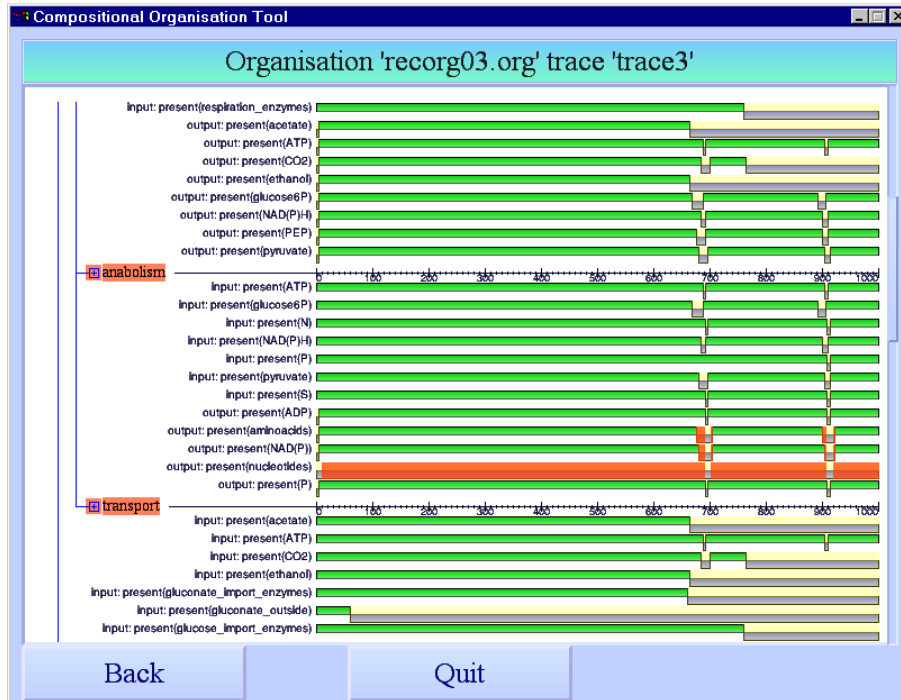 Compositional Organisation Tool
Organisation 'recorg03.org' trace 'trace3'
input: present(respiration_enzymes)
output: present(acetate)
output: present(ATP)
output: present(CO2)
output: present(ethanol)
output: present(glucose6P)
output: present(NAD(P)H)
output: present(PEP)
output: present(pyruvate)
anabolism 0 100 200 300 400 500 600 700 800 900 1000
input: present(ATP)
input: present(glucose6P)
input: present(N)
input: present(NAD(P)H)
input: present(P)
input: present(pyruvate)
input: present(S)
output: present(ADP)
output: present(aminoacids)
output: present(NAD(P))
output: present(nucleotides)
output: present(P)
transport 0 100 200 300 400 500 600 700 800 900 1000
input: present(acetate)
input: present(ATP)
input: present(CO2)
input: present(ethanol)
input: present(gluconate_import_enzymes)
input: present(gluconate_outside)
input: present(glucose_import_enzymes)
Back Quit